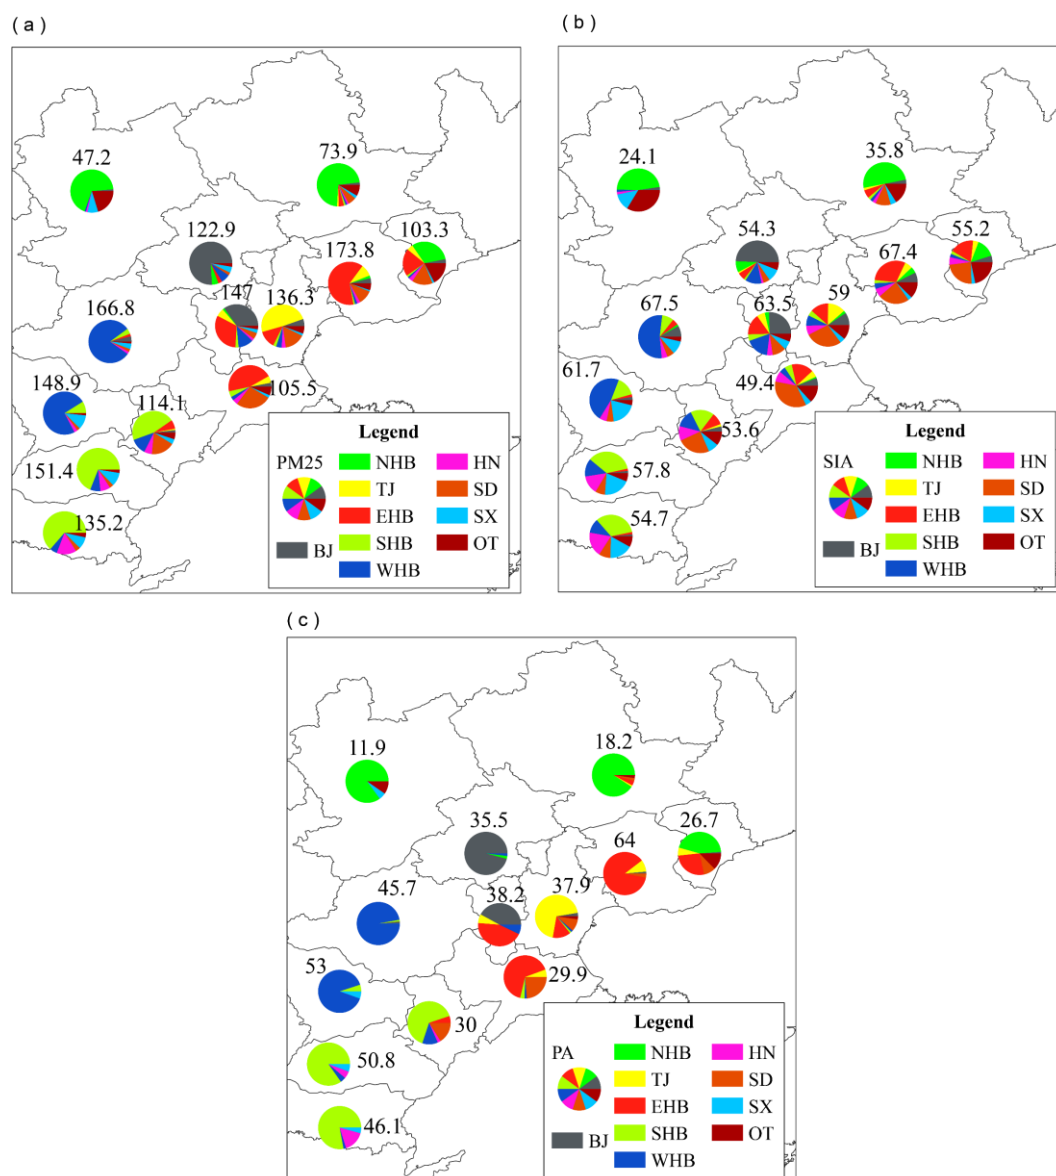 ( a )
47.2
73.9
122.9
103.3
173.8
147
136.3
166.8
148.9
105.5
114.1
151.4
135.2
PM25
Legend
NHB
HN
TJ
SD
EHB
SX
SHB
OT
BJ
WHB
( b )
24.1
35.8
54.3
55.2
67.4
67.5
63.5
59
61.7
49.4
53.6
57.8
54.7
SIA
Legend
NHB
HN
TJ
SD
EHB
SX
SHB
OT
BJ
WHB
( c )
11.9
18.2
35.5
26.7
64
45.7
38.2
37.9
53
29.9
30
50.8
46.1
PA
Legend
NHB
HN
TJ
SD
EHB
SX
SHB
OT
BJ
WHB